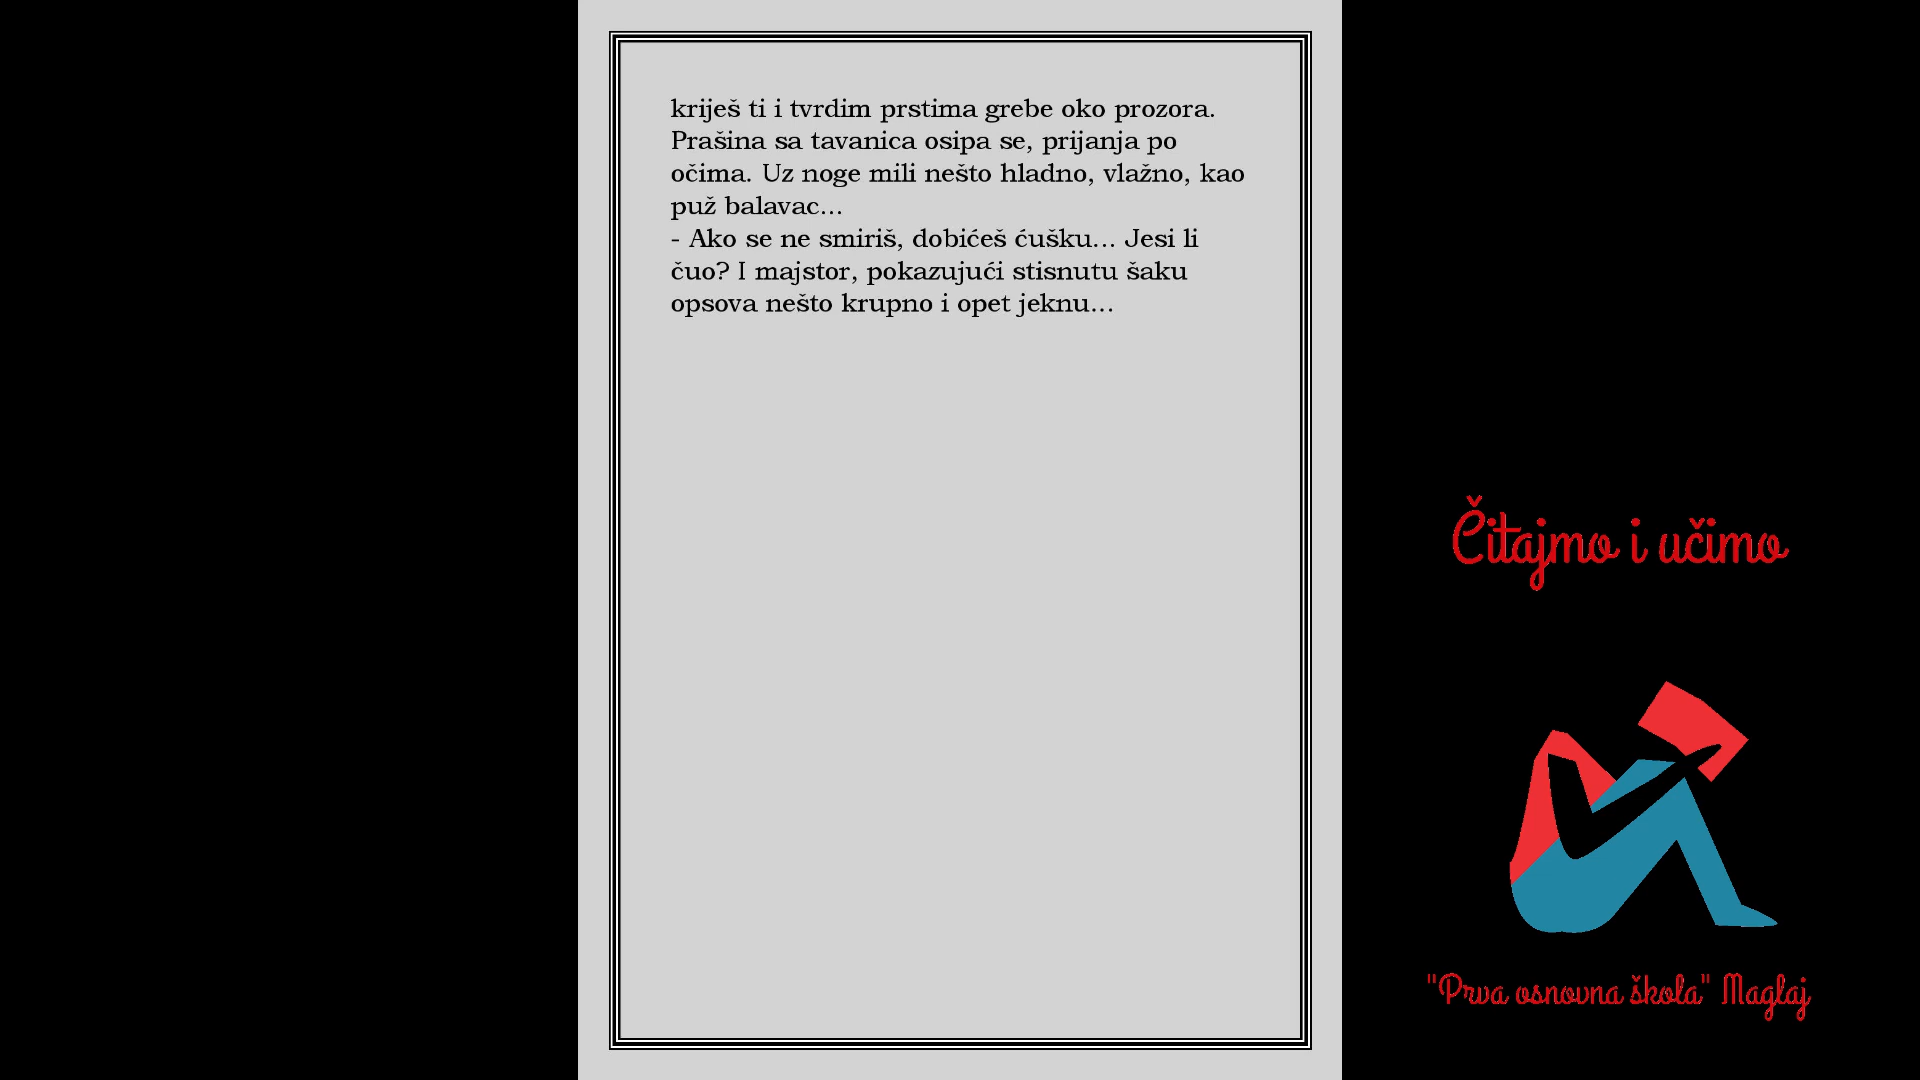 kriješ ti i tvrdim prstima grebe oko prozora.
Prašina sa tavanica osipa se, prijanja po
očima. Uz noge mili nešto hladno, vlažno, kao
puž balavac...
- Ako se ne smiriš, dobićeš ćušku... Jesi li
čuo? I majstor, pokazujući stisnutu šaku
opsova nešto krupno i opet jeknu...
Čitajmo i učimo
"Prva osnovna škola" Maglaj